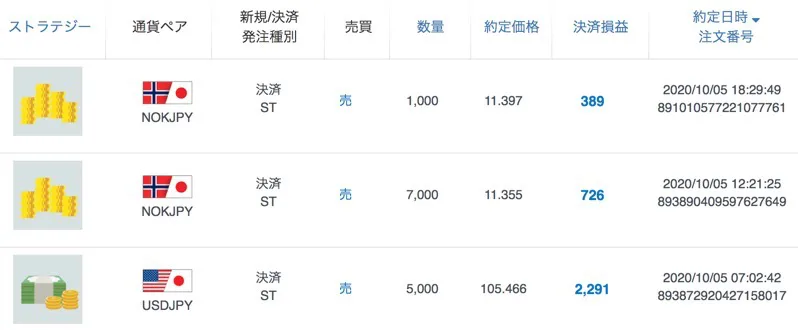 ストラテジー 通貨ペア 新規/決済 売買 数量 約定価格 決済損益 約定日時
発注種別 注文番号
決済 売 1,000 11.397 389 2020/10/05 18:29:49
NOKJPY ST 891010577221077761
決済 売 7,000 11.355 726 2020/10/05 12:21:25
NOKJPY ST 893890409597627649
決済 売 5,000 105.466 2,291 2020/10/05 07:02:42
USDJPY ST 893872920427158017